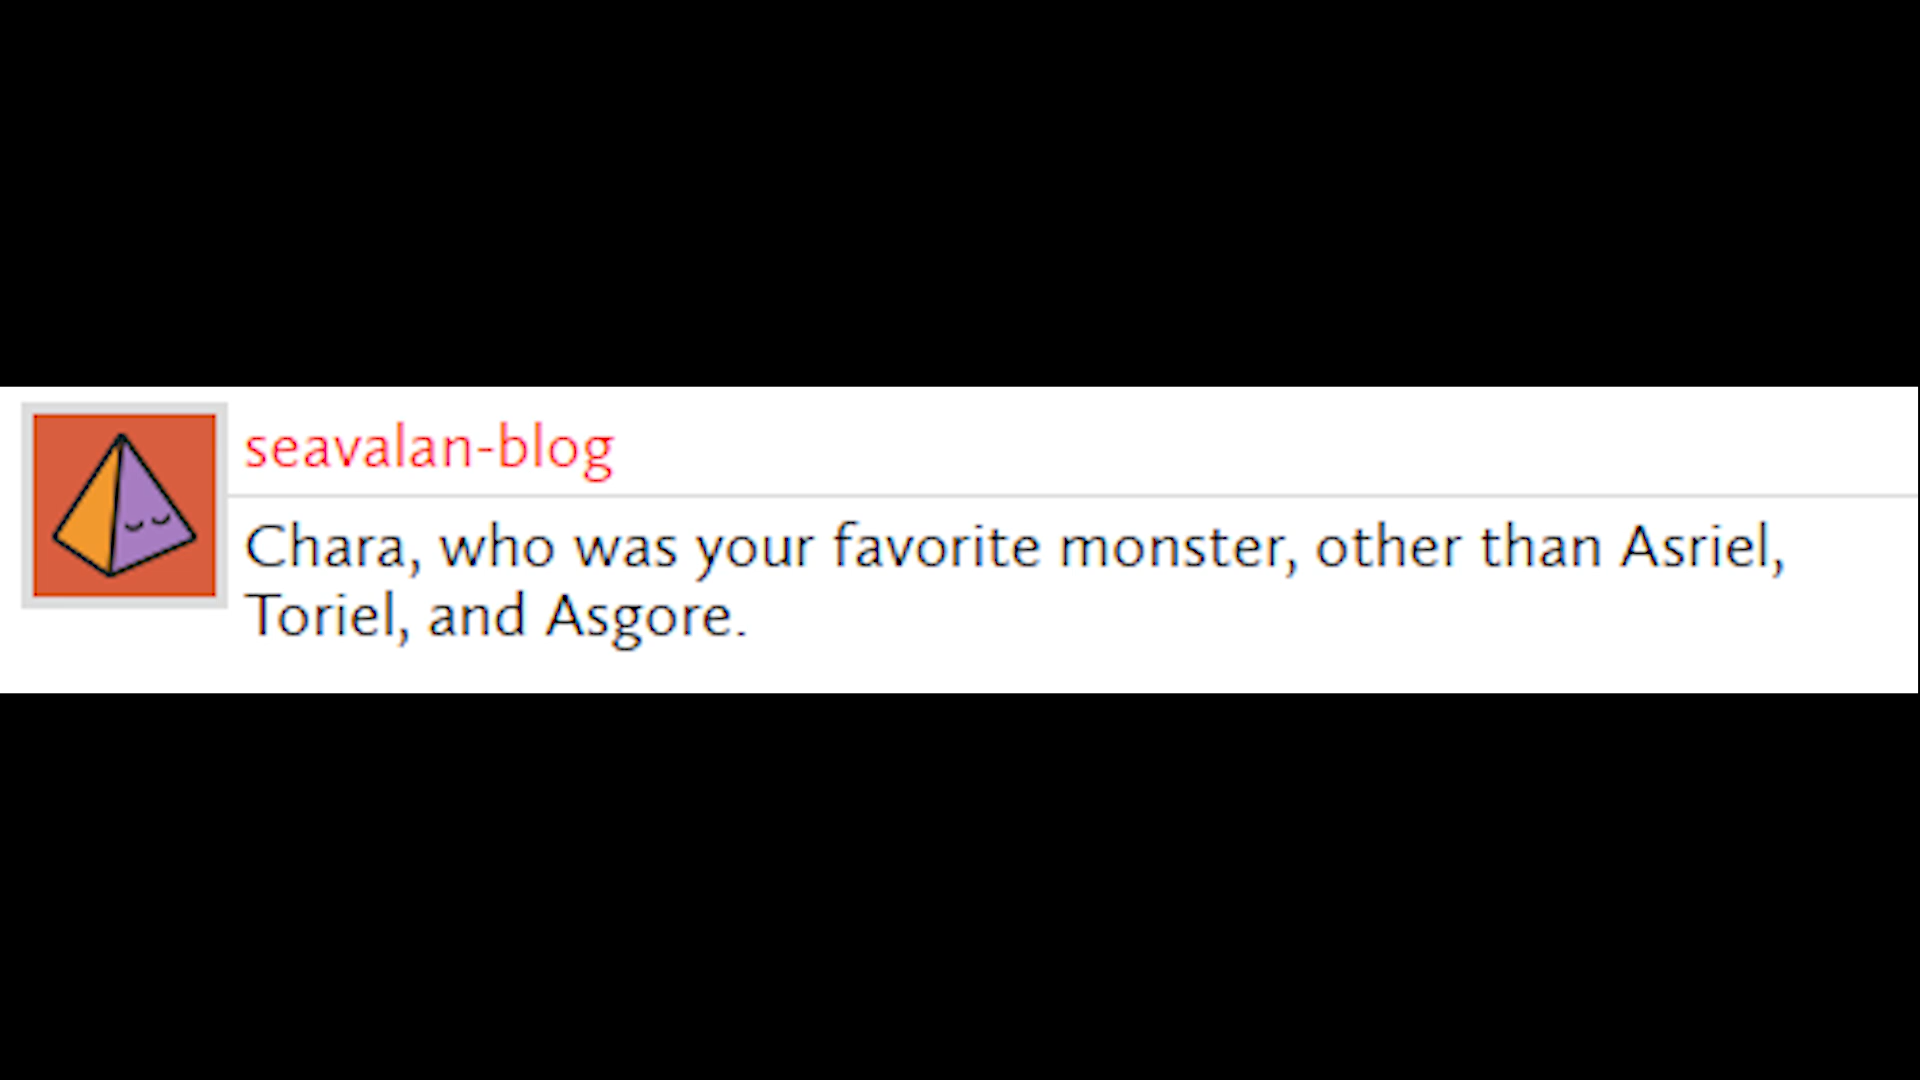 seavalan-blog
Chara, who was your favorite monster, other than Asriel,
Toriel, and Asgore.